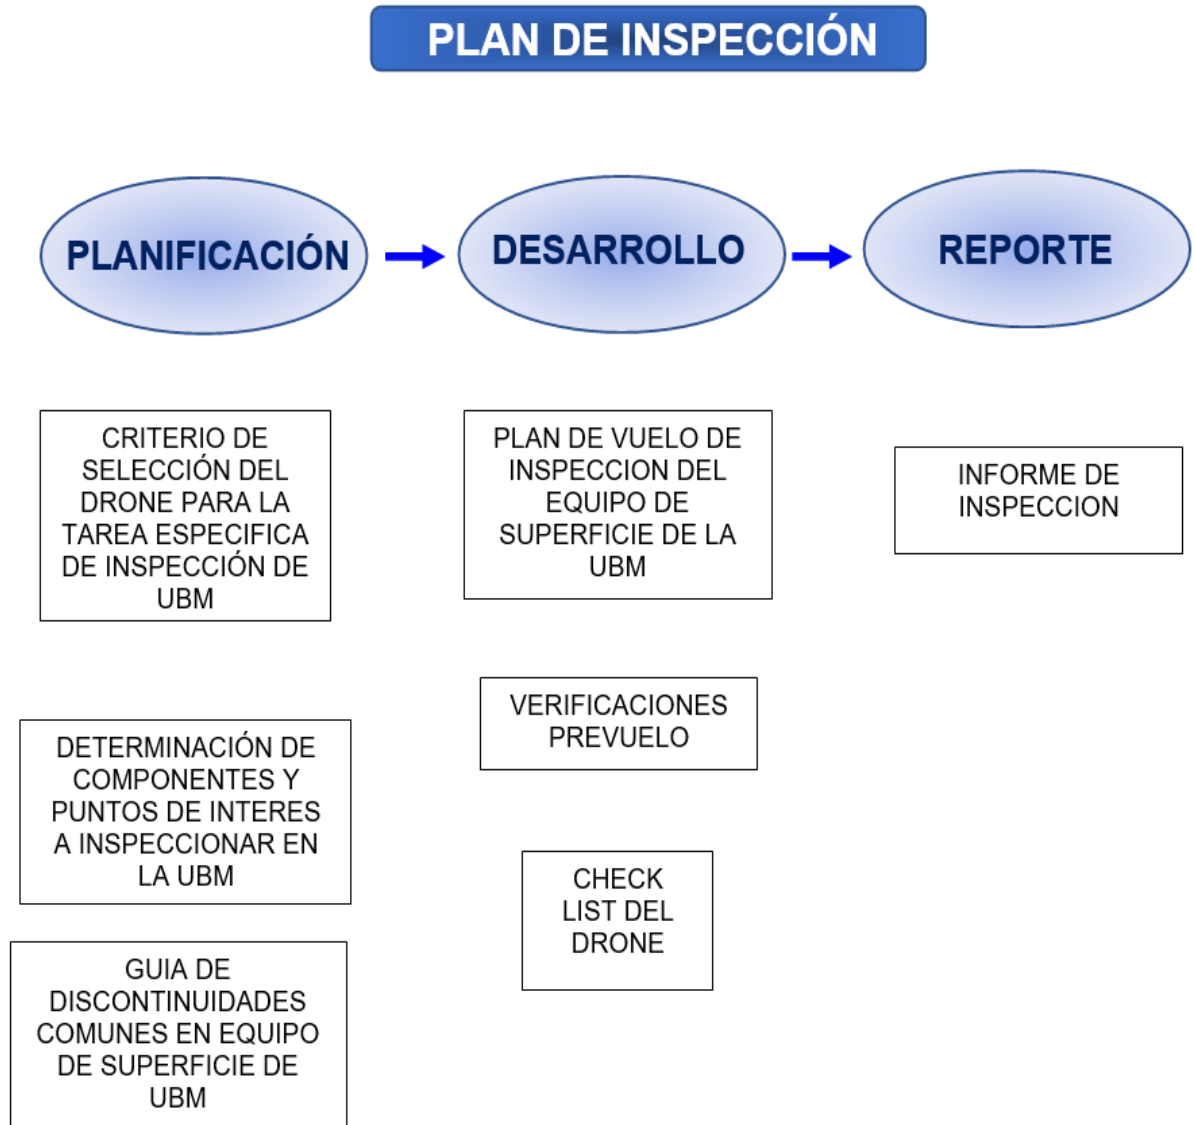 PLAN DE INSPECCIÓN
PLANIFICACIÓN
DESARROLLO
REPORTE
CRITERIO DE
SELECCIÓN DEL
DRONE PARA LA
TAREA ESPECIFICA
DE INSPECCIÓN DE
UBM
DETERMINACIÓN DE
COMPONENTES Y
PUNTOS DE INTERES
A INSPECCIONAR EN
LA UBM
GUIA DE
DISCONTINUIDADES
COMUNES EN EQUIPO
DE SUPERFICIE DE
UBM
PLAN DE VUELO DE
INSPECCION DEL
EQUIPO DE
SUPERFICIE DE LA
UBM
VERIFICACIONES
PREVUELO
CHECK
LIST DEL
DRONE
INFORME DE
INSPECCION